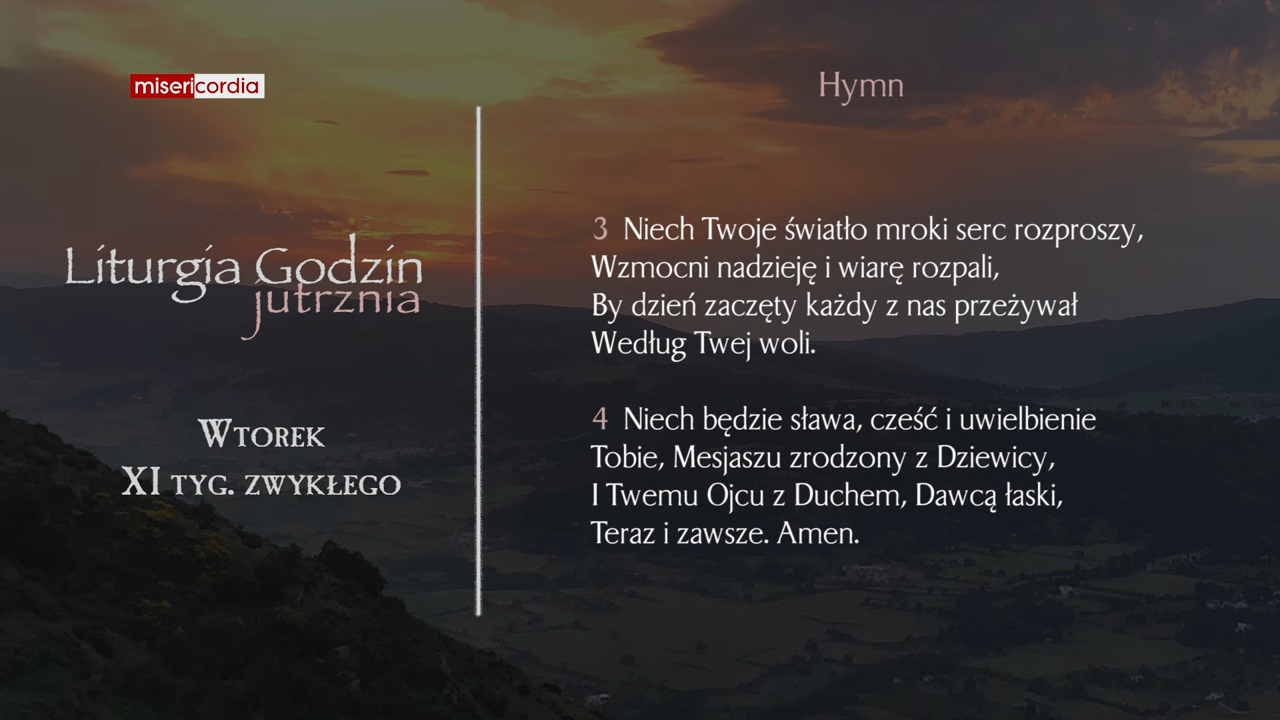 misericordia
Liturgia Godzin
jutrznia
Wtorek
XI tyg. zwykłego
Hymn
3 Niech Twoje światło mroki serc rozproszy,
Wzmocni nadzieję i wiarę rozpali,
By dzień zaczęty każdy z nas przeżywał
Według Twej woli.
4 Niech będzie sława, cześć i uwielbienie
Tobie, Mesjaszu zrodzony z Dziewicy,
I Twemu Ojcu z Duchem, Dawcą łaski,
Teraz i zawsze. Amen.